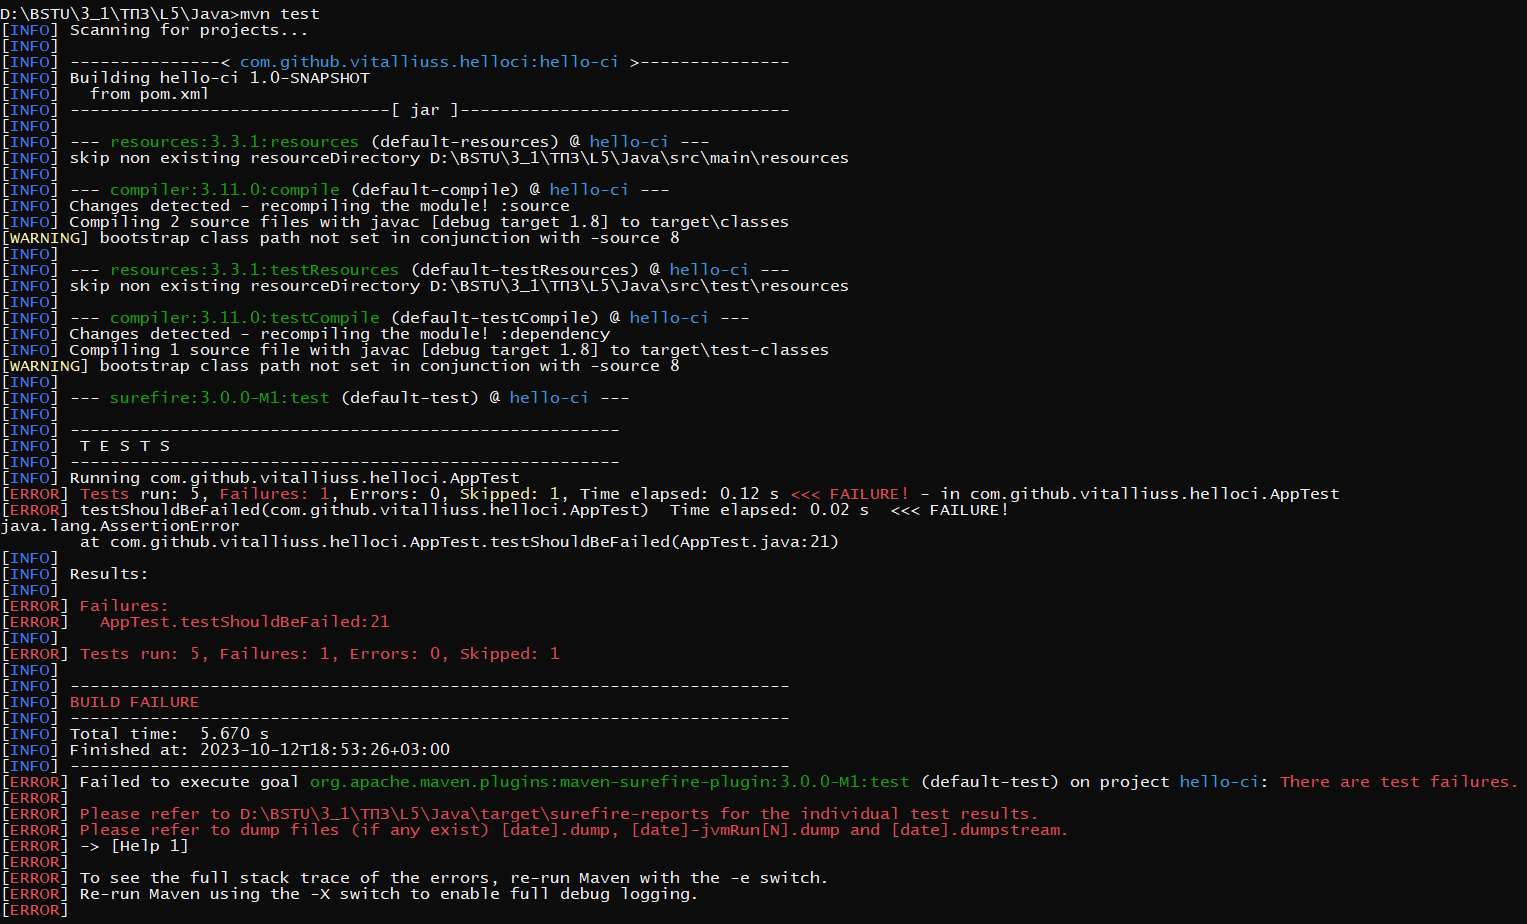 D:\BSTU\3_1\ТПЗ\L5\Java>mvn test
[INFO] Scanning for projects...
[INFO]
[INFO] ---------------< com.github.vitalliuss.helloci:hello-ci >---------------
[INFO] Building hello-ci 1.0-SNAPSHOT
[INFO]   from pom.xml
[INFO] --------------------------------[ jar ]---------------------------------
[INFO]
[INFO] --- resources:3.3.1:resources (default-resources) @ hello-ci ---
[INFO] skip non existing resourceDirectory D:\BSTU\3_1\ТПЗ\L5\Java\src\main\resources
[INFO]
[INFO] --- compiler:3.11.0:compile (default-compile) @ hello-ci ---
[INFO] Changes detected - recompiling the module! :source
[INFO] Compiling 2 source files with javac [debug target 1.8] to target\classes
[WARNING] bootstrap class path not set in conjunction with -source 8
[INFO]
[INFO] --- resources:3.3.1:testResources (default-testResources) @ hello-ci ---
[INFO] skip non existing resourceDirectory D:\BSTU\3_1\ТПЗ\L5\Java\src\test\resources
[INFO]
[INFO] --- compiler:3.11.0:testCompile (default-testCompile) @ hello-ci ---
[INFO] Changes detected - recompiling the module! :dependency
[INFO] Compiling 1 source file with javac [debug target 1.8] to target\test-classes
[WARNING] bootstrap class path not set in conjunction with -source 8
[INFO]
[INFO] --- surefire:3.0.0-M1:test (default-test) @ hello-ci ---
[INFO]
[INFO] -------------------------------------------------------
[INFO]  T E S T S
[INFO] -------------------------------------------------------
[INFO] Running com.github.vitalliuss.helloci.AppTest
[ERROR] Tests run: 5, Failures: 1, Errors: 0, Skipped: 1, Time elapsed: 0.12 s <<< FAILURE! - in com.github.vitalliuss.helloci.AppTest
[ERROR] testShouldBeFailed(com.github.vitalliuss.helloci.AppTest)  Time elapsed: 0.02 s  <<< FAILURE!
java.lang.AssertionError
        at com.github.vitalliuss.helloci.AppTest.testShouldBeFailed(AppTest.java:21)
[INFO]
[INFO] Results:
[INFO]
[ERROR] Failures:
[ERROR]   AppTest.testShouldBeFailed:21
[INFO]
[ERROR] Tests run: 5, Failures: 1, Errors: 0, Skipped: 1
[INFO]
[INFO] ------------------------------------------------------------------------
[INFO] BUILD FAILURE
[INFO] ------------------------------------------------------------------------
[INFO] Total time:  5.670 s
[INFO] Finished at: 2023-10-12T18:53:26+03:00
[INFO] ------------------------------------------------------------------------
[ERROR] Failed to execute goal org.apache.maven.plugins:maven-surefire-plugin:3.0.0-M1:test (default-test) on project hello-ci: There are test failures.
[ERROR]
[ERROR] Please refer to D:\BSTU\3_1\ТПЗ\L5\Java\target\surefire-reports for the individual test results.
[ERROR] Please refer to dump files (if any exist) [date].dump, [date]-jvmRun[N].dump and [date].dumpstream.
[ERROR] -> [Help 1]
[ERROR]
[ERROR] To see the full stack trace of the errors, re-run Maven with the -e switch.
[ERROR] Re-run Maven using the -X switch to enable full debug logging.
[ERROR]